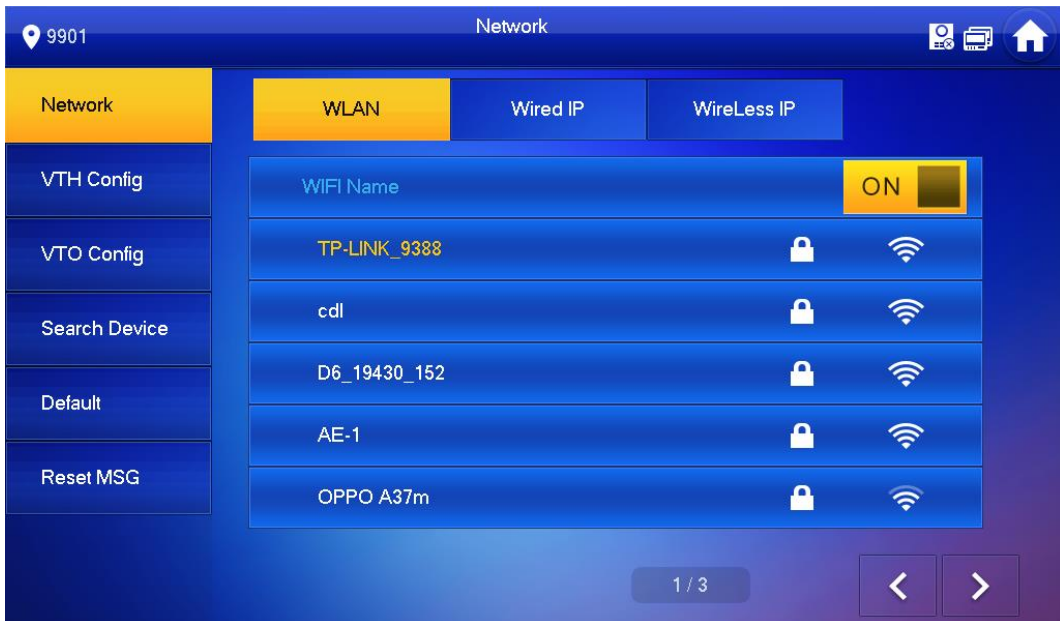 9901
Network
Network
WLAN
Wired IP
WireLess IP
VTH Config
WIFI Name
ON
VTO Config
TP-LINK_9388
Search Device
cdl
D6_19430_152
Default
AE-1
Reset MSG
OPPO A37m
1 / 3